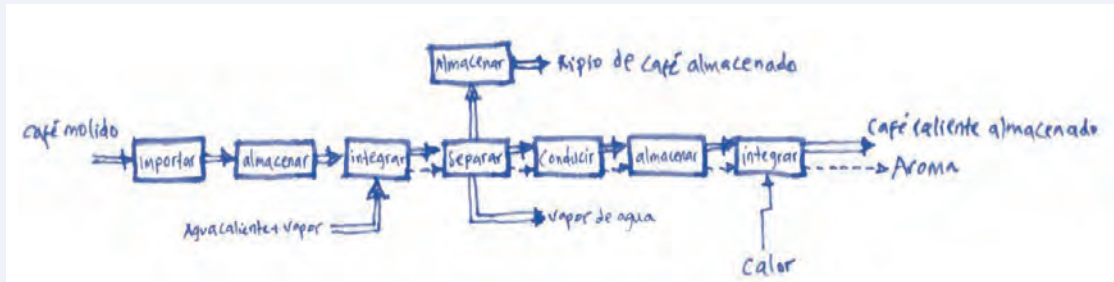 Almacenar
Ripio de café almacenado
café molido
Importar
almacenar
integrar
Separar
Conducir
almacenar
integrar
Café caliente almacenado
Aroma
Agua caliente + vapor
vapor de agua
Calor